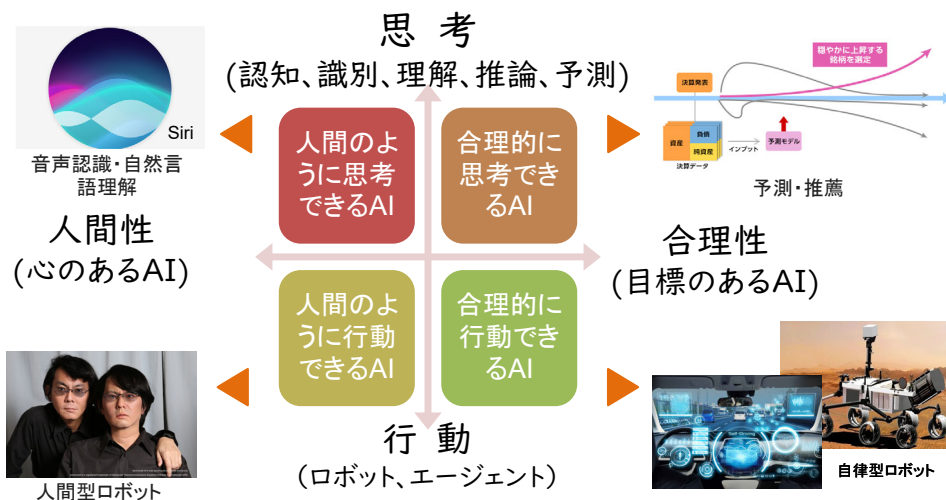 思 考
(認知、識別、理解、推論、予測)
Siri
音声認識・自然言
語理解
人間性
(心のあるAI)
人間のよ
うに思考
できるAI
合理的に
思考でき
るAI
穏やかに上昇する
銘柄を選定
決算発表
資産
負債
純資産
決算データ
インプット
予測モデル
予測・推薦
合理性
(目標のあるAI)
人間のよ
うに行動
できるAI
合理的に
行動でき
るAI
行 動
(ロボット、エージェント)
人間型ロボット
自律型ロボット